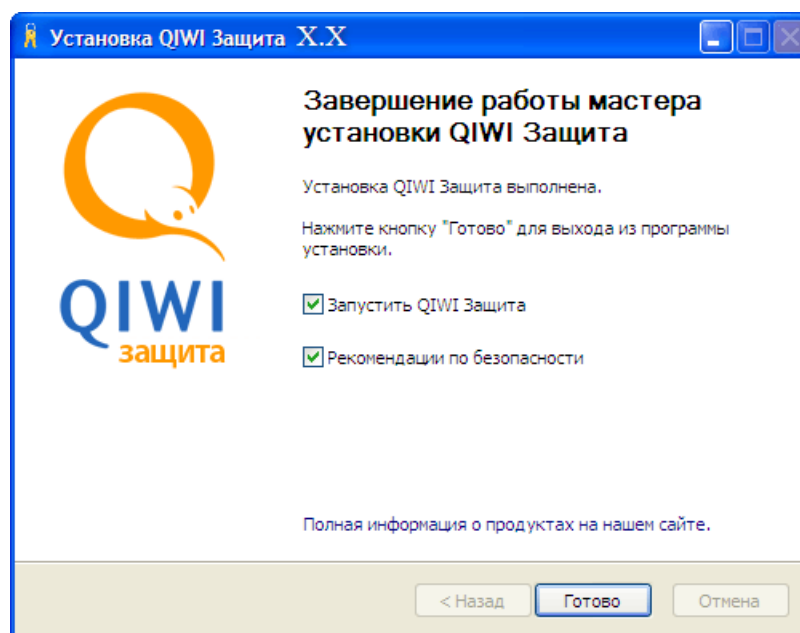 Установка QIWI Защита X.X
Завершение работы мастера
установки QIWI Защита
Установка QIWI Защита выполнена.
Нажмите кнопку "Готово" для выхода из программы
установки.
QIWI
защита
Запустить QIWI Защита
Рекомендации по безопасности
Полная информация о продуктах на нашем сайте.
< Назад
Готово
Отмена